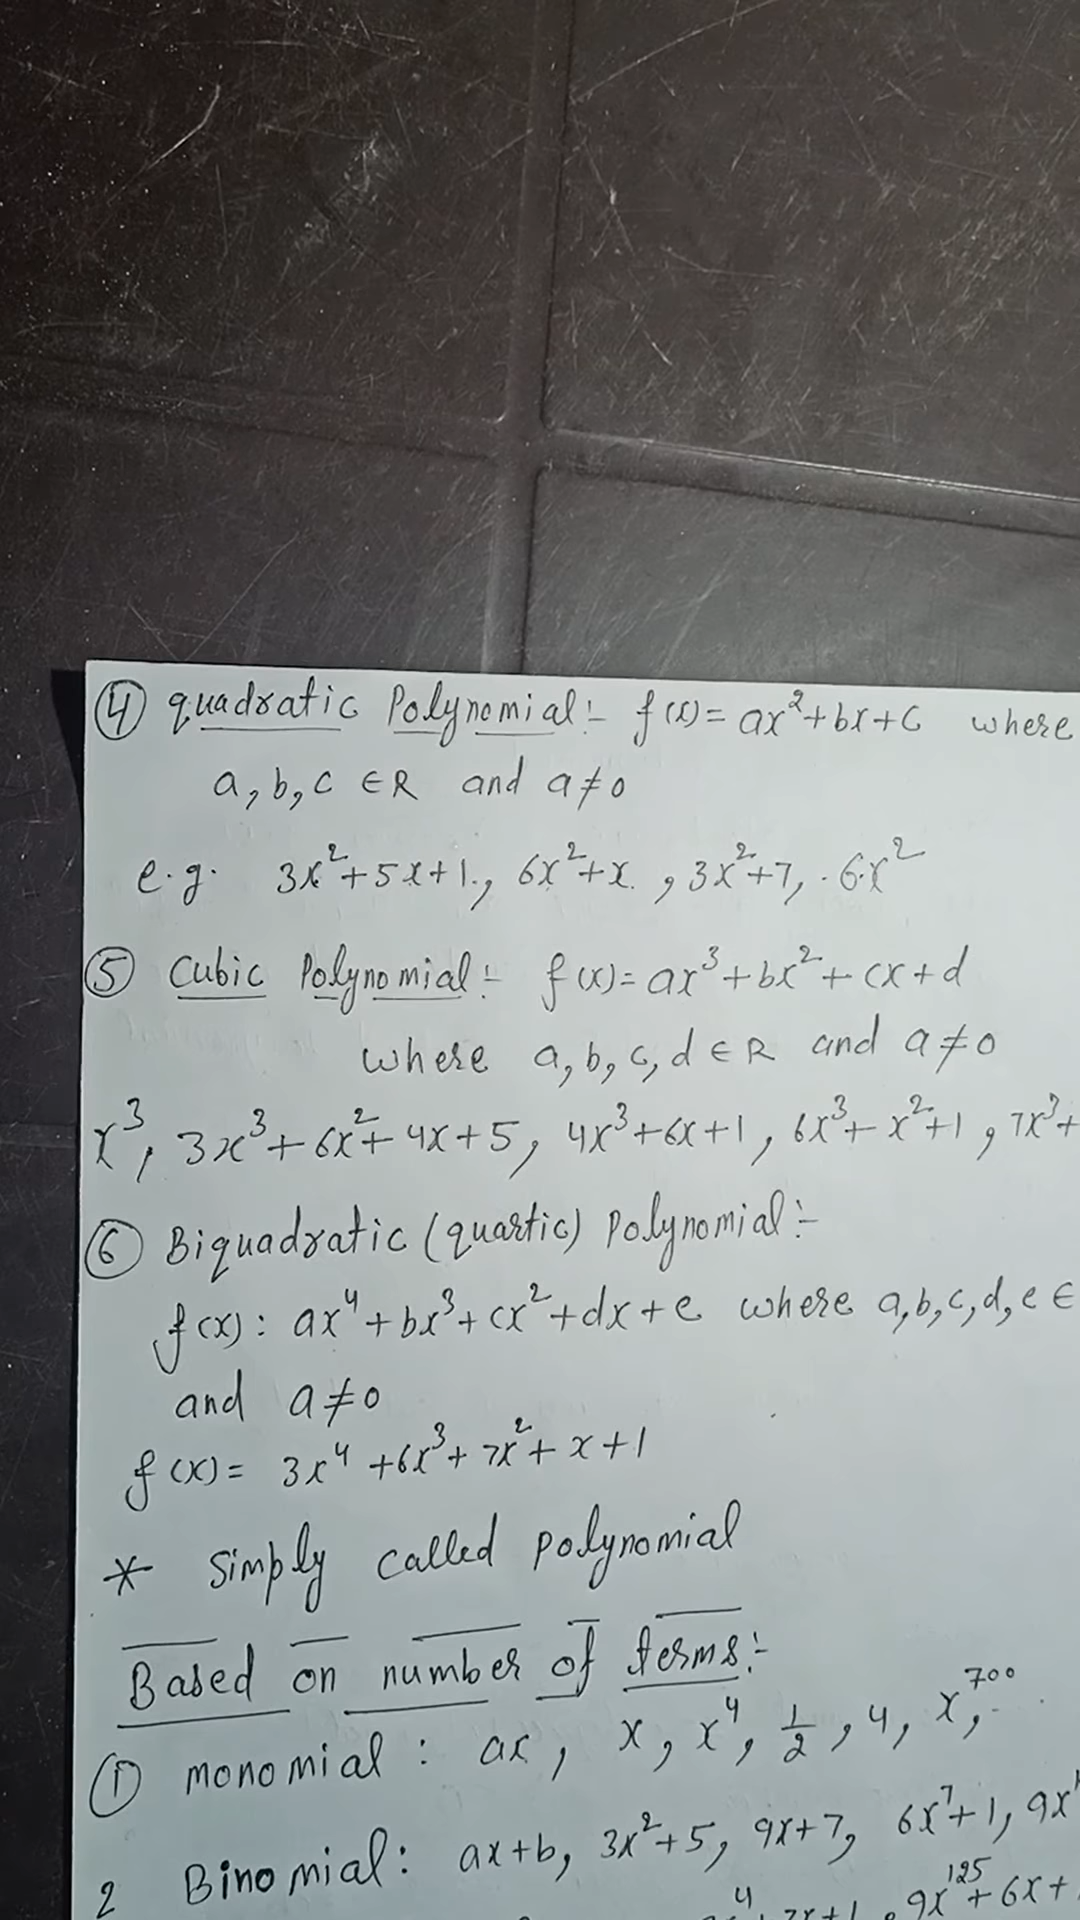 ④ quadratic Polynomial:- f(x) = ax²+bx+c where
a, b, c ∈R and a≠0
e.g. 3x²+5x+1, 6x²+x, 3x²+7, 6x²
⑤ Cubic Polynomial:- f(x) = ax³+bx²+cx+d
where a, b, c, d ∈ R and a≠0
x³, 3x³+6x²+4x+5, 4x³+6x+1, 6x³+x²+1, 7x³+
⑥ Biquadratic (quartic) Polynomial:-
f(x): ax⁴+bx³+cx²+dx+e where a,b,c,d,e ∈
and a≠0
f(x) = 3x⁴+6x³+7x²+x+1
* Simply called polynomial
Based on number of terms:-
① monomial: ax, x, x⁴, 1/2, 4, x⁷⁰⁰,
2 Binomial: ax+b, 3x²+5, 9x+7, 6x⁷+1, 9x
9x¹²⁵+6x+